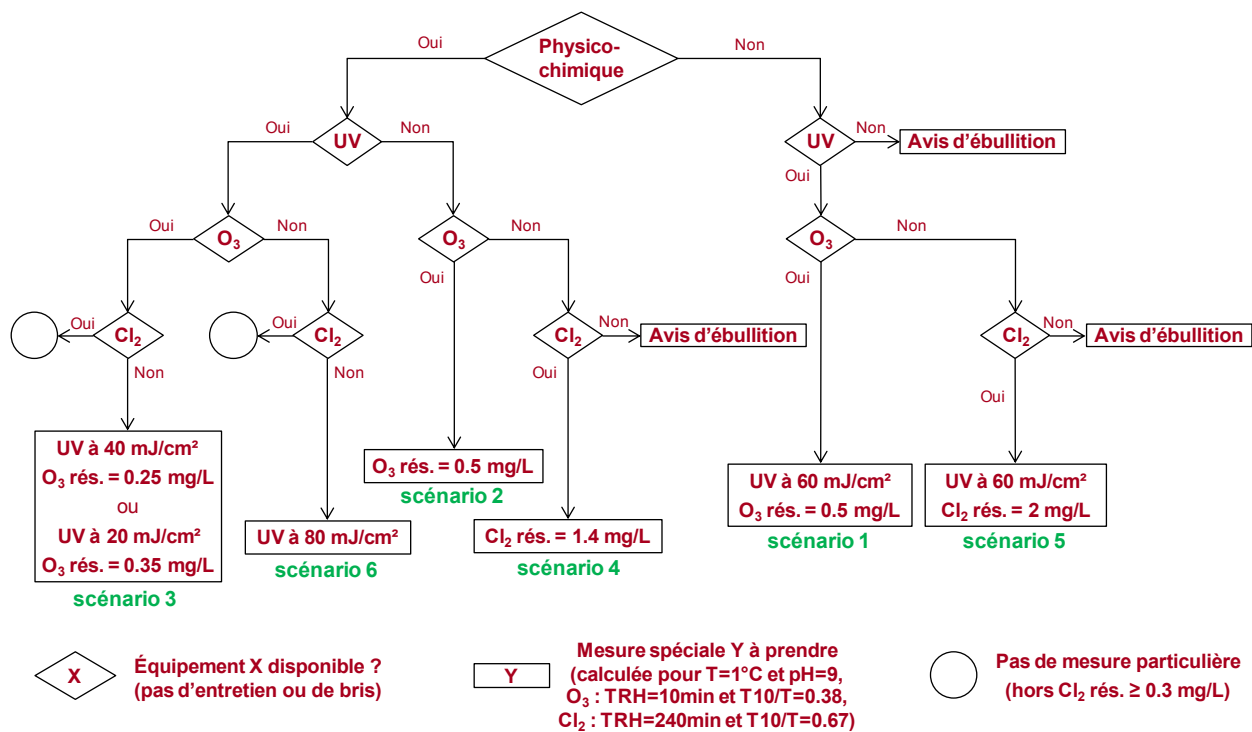 Physico-
chimique
Oui
Non
UV
Oui
Non
UV
Non
Avis d'ébullition
Oui
O₃
Oui
Non
O₃
Non
Oui
O₃
Non
Oui
Cl₂
Oui
Non
Cl₂
Oui
Non
Cl₂
Non
Avis d'ébullition
Oui
Cl₂
Non
Avis d'ébullition
Oui
UV à 40 mJ/cm²
O₃ rés. = 0.25 mg/L
ou
UV à 20 mJ/cm²
O₃ rés. = 0.35 mg/L
scénario 3
UV à 80 mJ/cm²
scénario 6
O₃ rés. = 0.5 mg/L
scénario 2
Cl₂ rés. = 1.4 mg/L
scénario 4
UV à 60 mJ/cm²
O₃ rés. = 0.5 mg/L
scénario 1
UV à 60 mJ/cm²
Cl₂ rés. = 2 mg/L
scénario 5
X
Équipement X disponible ?
(pas d'entretien ou de bris)
Y
Mesure spéciale Y à prendre
(calculée pour T=1°C et pH=9,
O₃ : TRH=10min et T10/T=0.38,
Cl₂ : TRH=240min et T10/T=0.67)
Pas de mesure particulière
(hors Cl₂ rés. ≥ 0.3 mg/L)